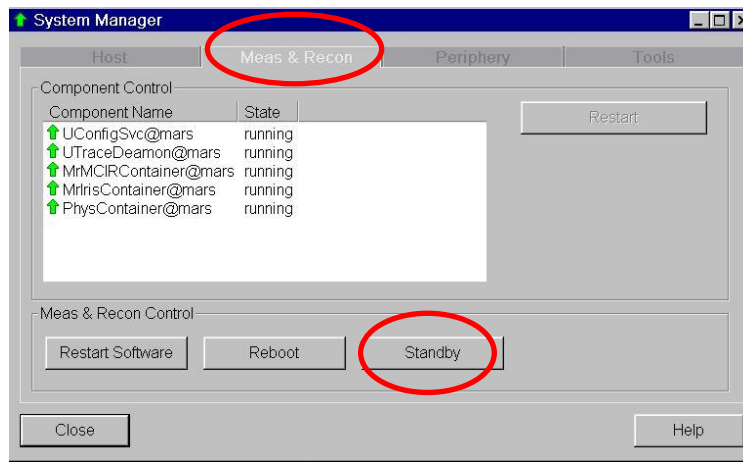 System Manager
Host Meas & Recon Periphery Tools
Component Control
Component Name State
Restart
UConfigSvc@mars running
UTraceDeamon@mars running
MrMCIRContainer@mars running
MrIrisContainer@mars running
PhysContainer@mars running
Meas & Recon Control
Restart Software Reboot Standby
Close Help